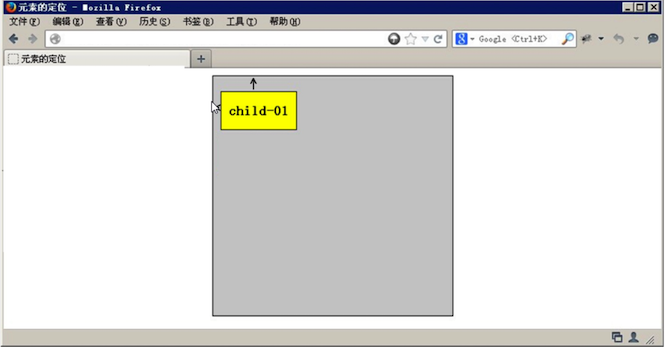 元素的定位 - Mozilla Firefox
文件(F) 编辑(E) 查看(V) 历史(S) 书签(B) 工具(T) 帮助(H)
Google <Ctrl+K>
元素的定位
child-01